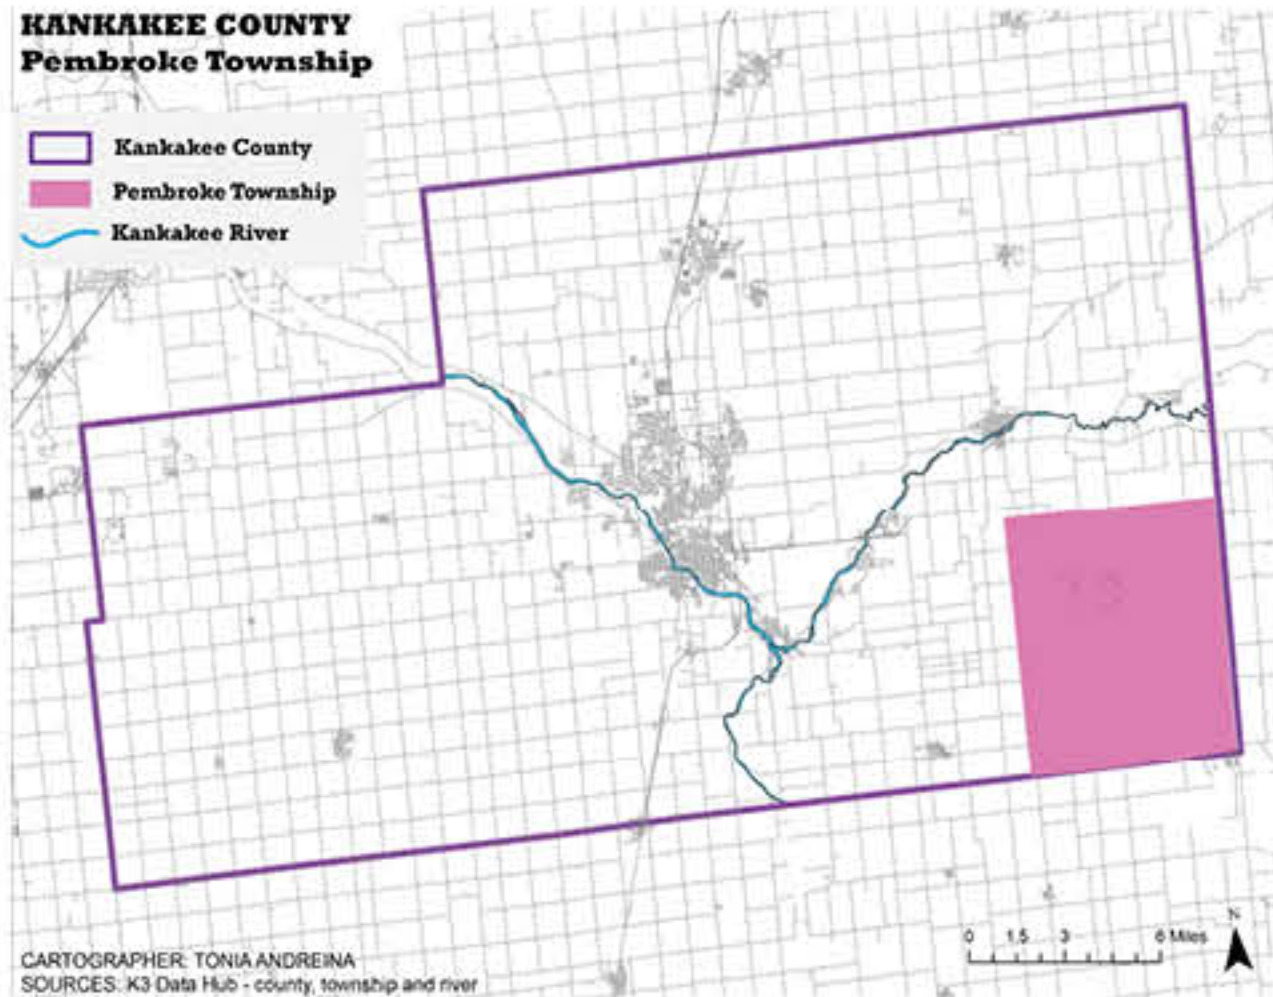 KANKAKEE COUNTY
Pembroke Township
Kankakee County
Pembroke Township
Kankakee River
N
0 1.5 3 6 Miles
CARTOGRAPHER: TONIA ANDREINA
SOURCES: K3 Data Hub - county, township and river